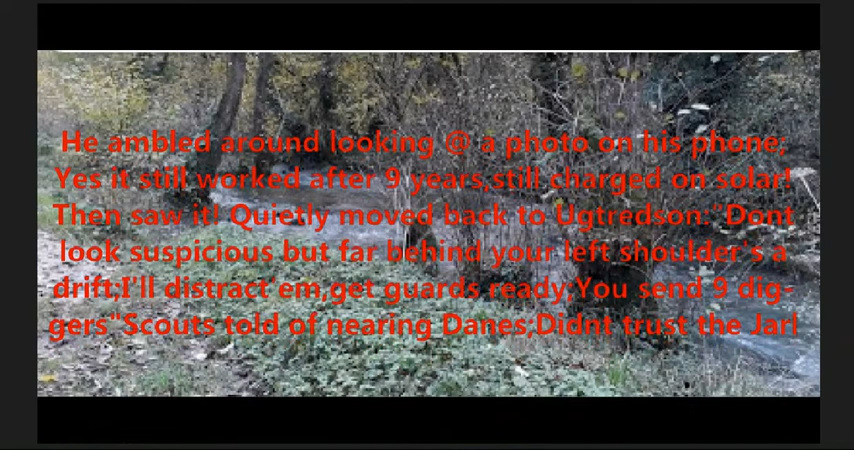 He ambled around looking @ a photo on his phone;
Yes it still worked after 9 years,still charged on solar!
Then saw it! Quietly moved back to Ugtredson:"Dont
look suspicious but far behind your left shoulder's a
drift;I'll distract'em,get guards ready;You send 9 dig-
gers"Scouts told of nearing Danes;Didnt trust the Jarl